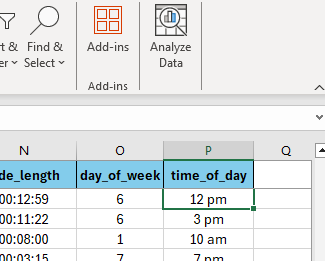 t & Find & Add-ins Analyze
er Select Data
Add-ins
N O P Q
de_length day_of_week time_of_day
00:12:59 6 12 pm
00:11:22 6 3 pm
00:08:00 1 10 am
00:03:15 7 7 pm